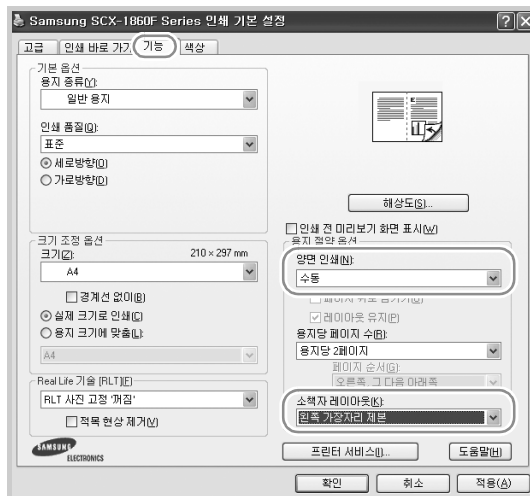 Samsung SCX-1860F Series 인쇄 기본 설정
고급
인쇄 바로 가기
기능
색상
기본 옵션
용지 종류(Y):
일반 용지
인쇄 품질(Q):
표준
세로방향(O)
가로방향(D)
해상도(S)...
인쇄 전 미리보기 화면 표시(W)
크기 조정 옵션
크기(Z): 210 × 297 mm
A4
경계선 없이(B)
실제 크기로 인쇄(C)
용지 크기에 맞춤(L):
A4
Real Life 기술 [RLT](F)
RLT 사진 고정 '꺼짐'
적목 현상 제거(V)
용지 절약 옵션
양면 인쇄(N):
수동
페이지 위로 넘기기(U)
레이아웃 유지(P)
용지당 페이지 수(R):
용지당 2페이지
페이지 순서(G):
오른쪽, 그 다음 아래쪽
소책자 레이아웃(K):
왼쪽 가장자리 제본
SAMSUNG
ELECTRONICS
프린터 서비스(I)...
도움말(H)
확인
취소
적용(A)